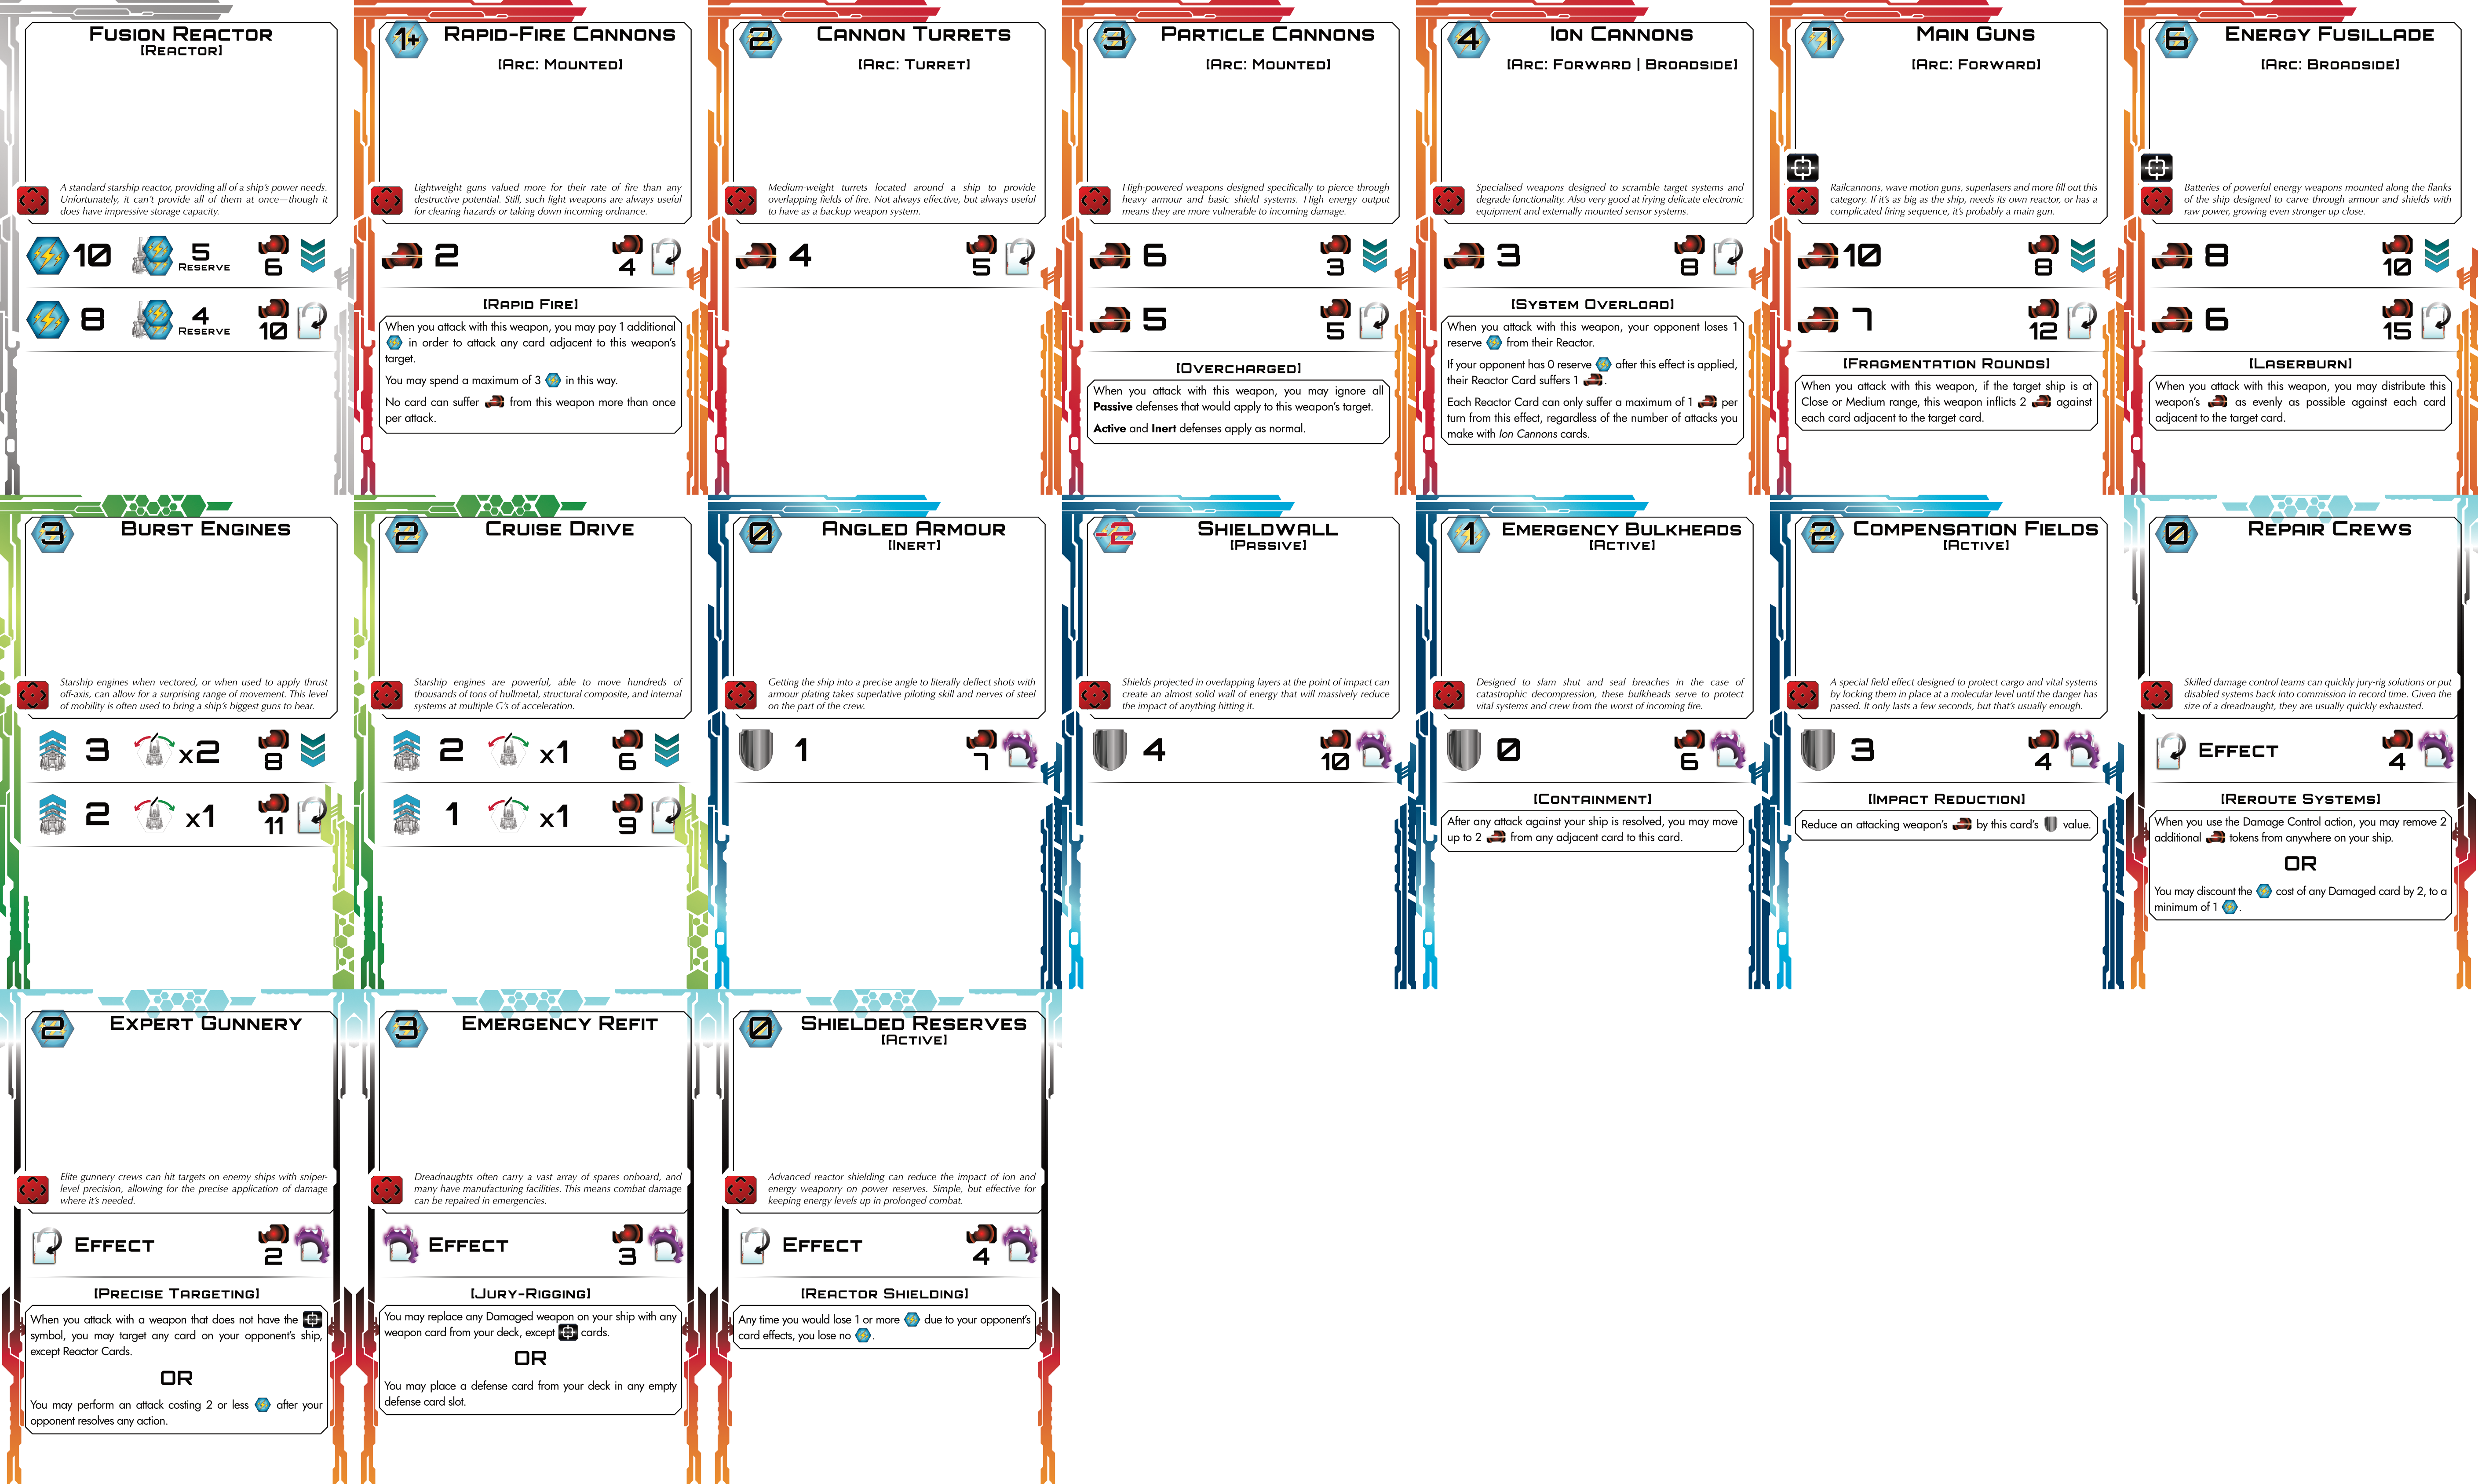 Fusion Reactor
[Reactor]
A standard starship reactor, providing all of a ship's power needs.
Unfortunately, it can't provide all of them at once—though it
does have impressive storage capacity.
10 5 Reserve 6
8 4 Reserve 10
1+ Rapid-Fire Cannons
[Arc: Mounted]
Lightweight guns valued more for their rate of fire than any
destructive potential. Still, such light weapons are always useful
for clearing hazards or taking down incoming ordnance.
2 4
[Rapid Fire]
When you attack with this weapon, you may pay 1 additional
in order to attack any card adjacent to this weapon's
target.
You may spend a maximum of 3 in this way.
No card can suffer from this weapon more than once
per attack.
2 Cannon Turrets
[Arc: Turret]
Medium-weight turrets located around a ship to provide
overlapping fields of fire. Not always effective, but always useful
to have as a backup weapon system.
4 5
3 Particle Cannons
[Arc: Mounted]
High-powered weapons designed specifically to pierce through
heavy armour and basic shield systems. High energy output
means they are more vulnerable to incoming damage.
6 3
5 5
[Overcharged]
When you attack with this weapon, you may ignore all
Passive defenses that would apply to this weapon's target.
Active and Inert defenses apply as normal.
4 Ion Cannons
[Arc: Forward | Broadside]
Specialised weapons designed to scramble target systems and
degrade functionality. Also very good at frying delicate electronic
equipment and externally mounted sensor systems.
3 8
[System Overload]
When you attack with this weapon, your opponent loses 1
reserve from their Reactor.
If your opponent has 0 reserve after this effect is applied,
their Reactor Card suffers 1 .
Each Reactor Card can only suffer a maximum of 1 per
turn from this effect, regardless of the number of attacks you
make with Ion Cannons cards.
7 Main Guns
[Arc: Forward]
Railcannons, wave motion guns, superlasers and more fill out this
category. If it's as big as the ship, needs its own reactor, or has a
complicated firing sequence, it's probably a main gun.
10 8
7 12
[Fragmentation Rounds]
When you attack with this weapon, if the target ship is at
Close or Medium range, this weapon inflicts 2 against
each card adjacent to the target card.
6 Energy Fusillade
[Arc: Broadside]
Batteries of powerful energy weapons mounted along the flanks
of the ship designed to carve through armour and shields with
raw power, growing even stronger up close.
8 10
6 15
[Laserburn]
When you attack with this weapon, you may distribute this
weapon's as evenly as possible against each card
adjacent to the target card.
3 Burst Engines
Starship engines when vectored, or when used to apply thrust
off-axis, can allow for a surprising range of movement. This level
of mobility is often used to bring a ship's biggest guns to bear.
3 x2 8
2 x1 11
2 Cruise Drive
Starship engines are powerful, able to move hundreds of
thousands of tons of hullmetal, structural composite, and internal
systems at multiple G's of acceleration.
2 x1 6
1 x1 9
0 Angled Armour
[Inert]
Getting the ship into a precise angle to literally deflect shots with
armour plating takes superlative piloting skill and nerves of steel
on the part of the crew.
1 7
-2 Shieldwall
[Passive]
Shields projected in overlapping layers at the point of impact can
create an almost solid wall of energy that will massively reduce
the impact of anything hitting it.
4 10
1 Emergency Bulkheads
[Active]
Designed to slam shut and seal breaches in the case of
catastrophic decompression, these bulkheads serve to protect
vital systems and crew from the worst of incoming fire.
0 6
[Containment]
After any attack against your ship is resolved, you may move
up to 2 from any adjacent card to this card.
2 Compensation Fields
[Active]
A special field effect designed to protect cargo and vital systems
by locking them in place at a molecular level until the danger has
passed. It only lasts a few seconds, but that's usually enough.
3 4
[Impact Reduction]
Reduce an attacking weapon's by this card's value.
0 Repair Crews
Skilled damage control teams can quickly jury-rig solutions or put
disabled systems back into commission in record time. Given the
size of a dreadnaught, they are usually quickly exhausted.
Effect 4
[Reroute Systems]
When you use the Damage Control action, you may remove 2
additional tokens from anywhere on your ship.
OR
You may discount the cost of any Damaged card by 2, to a
minimum of 1 .
2 Expert Gunnery
Elite gunnery crews can hit targets on enemy ships with sniper-
level precision, allowing for the precise application of damage
where it's needed.
Effect 2
[Precise Targeting]
When you attack with a weapon that does not have the
symbol, you may target any card on your opponent's ship,
except Reactor Cards.
OR
You may perform an attack costing 2 or less after your
opponent resolves any action.
3 Emergency Refit
Dreadnaughts often carry a vast array of spares onboard, and
many have manufacturing facilities. This means combat damage
can be repaired in emergencies.
Effect 3
[Jury-Rigging]
You may replace any Damaged weapon on your ship with any
weapon card from your deck, except cards.
OR
You may place a defense card from your deck in any empty
defense card slot.
0 Shielded Reserves
[Active]
Advanced reactor shielding can reduce the impact of ion and
energy weaponry on power reserves. Simple, but effective for
keeping energy levels up in prolonged combat.
Effect 4
[Reactor Shielding]
Any time you would lose 1 or more due to your opponent's
card effects, you lose no .